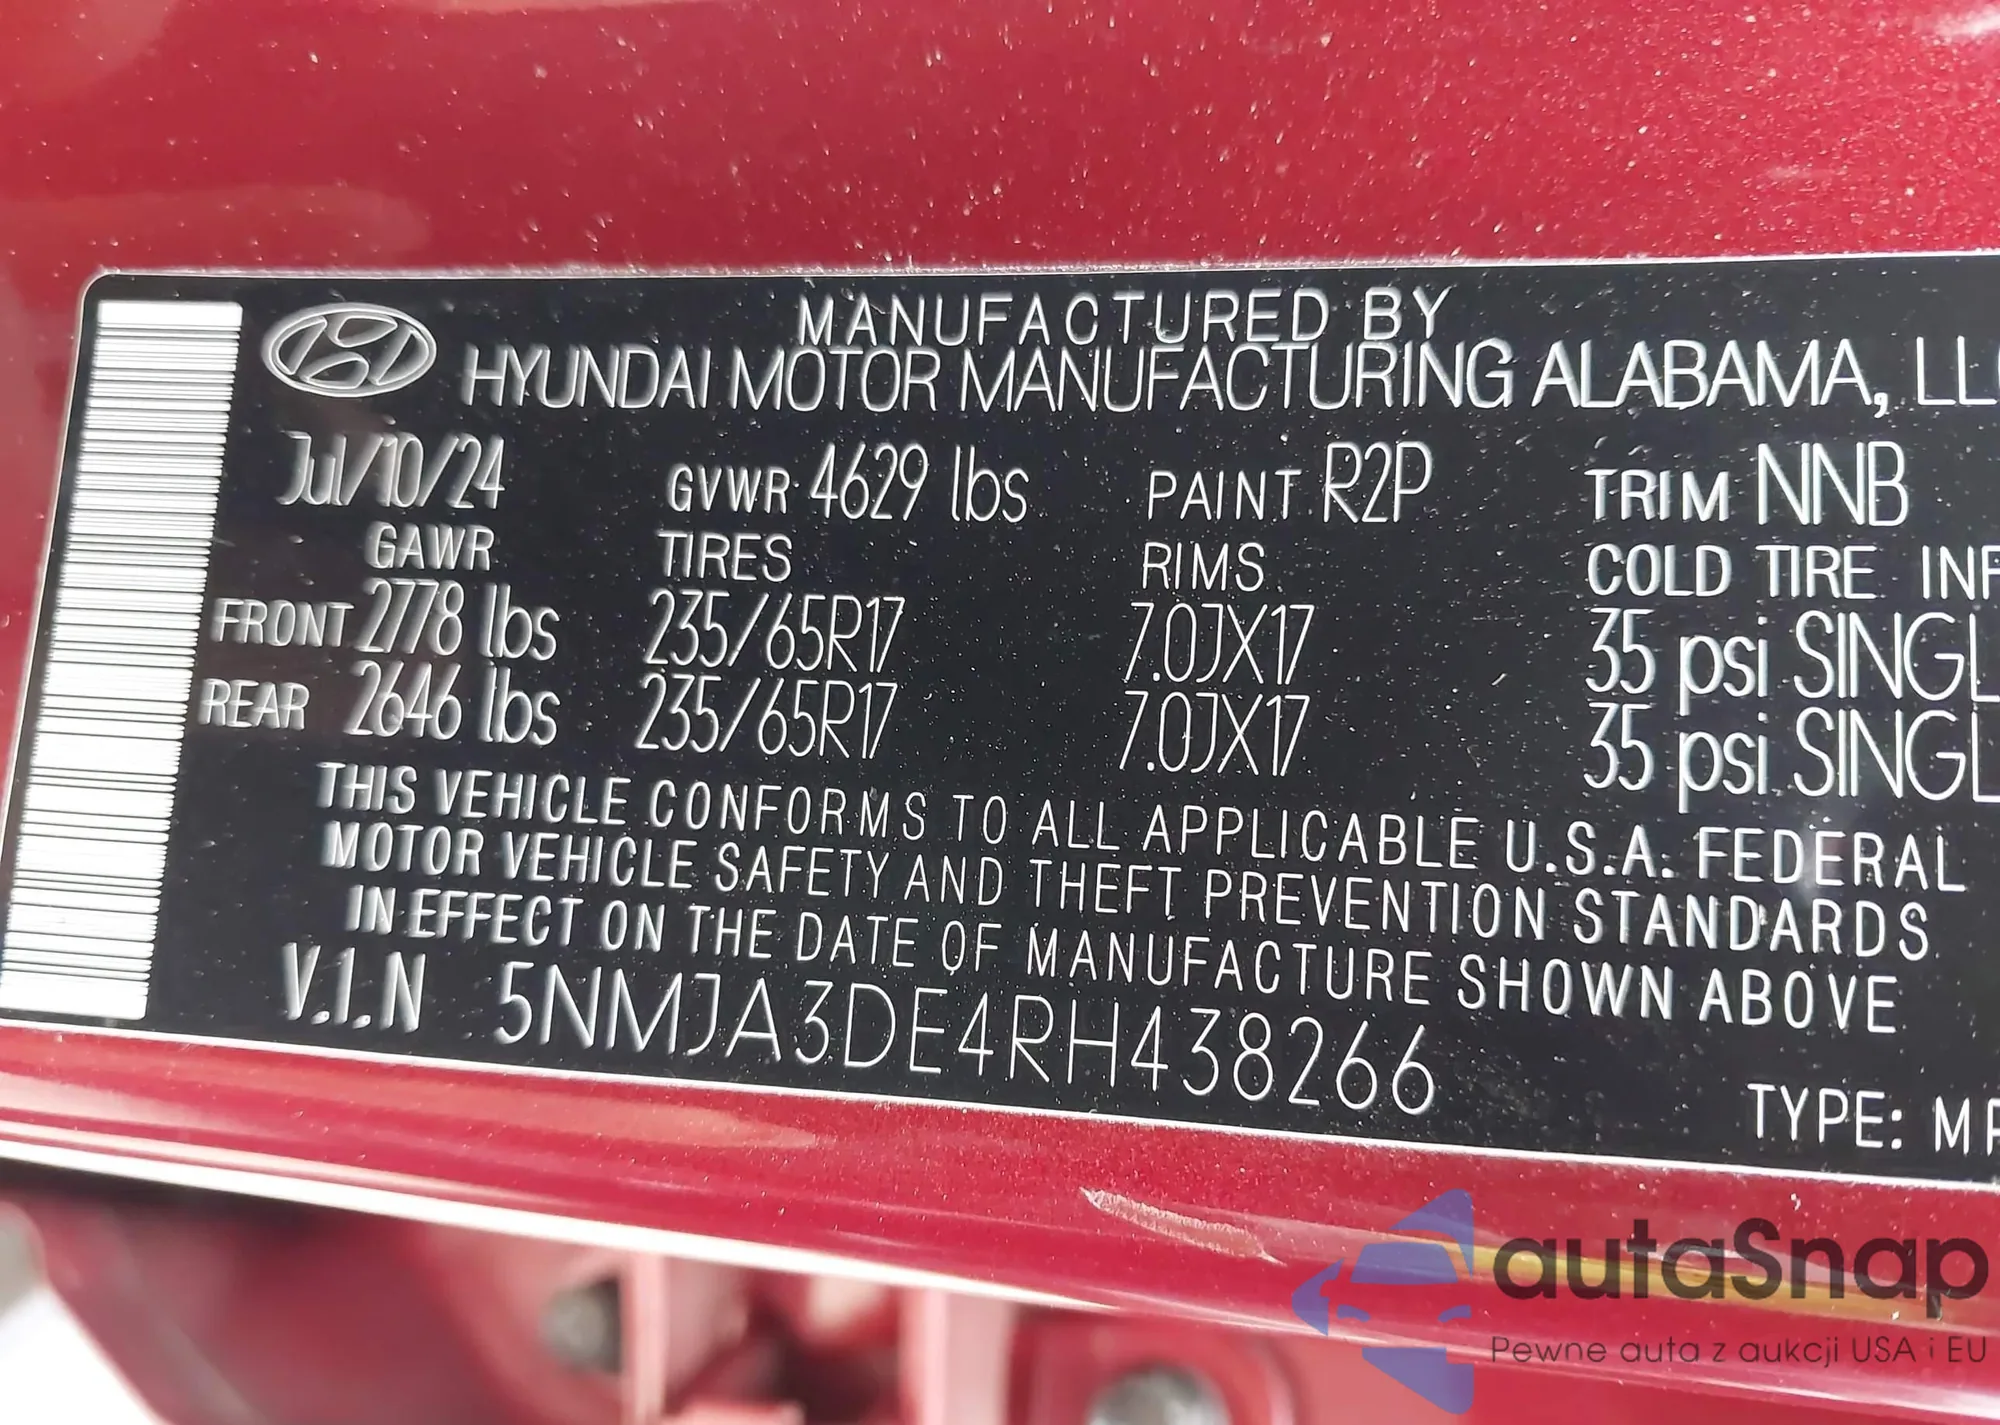 MANUFACTURED BY
HYUNDAI MOTOR MANUFACTURING ALABAMA, LLC
Jul/10/24 GVWR 4629 lbs PAINT R2P TRIM NNB
GAWR TIRES RIMS COLD TIRE INF
FRONT 2778 lbs 235/65R17 7.0JX17 35 psi SINGL
REAR 2646 lbs 235/65R17 7.0JX17 35 psi SINGL
THIS VEHICLE CONFORMS TO ALL APPLICABLE U.S.A. FEDERAL
MOTOR VEHICLE SAFETY AND THEFT PREVENTION STANDARDS
IN EFFECT ON THE DATE OF MANUFACTURE SHOWN ABOVE
V.I.N 5NMJA3DE4RH438266
TYPE: MP
autaSnap
Pewne auta z aukcji USA i EU